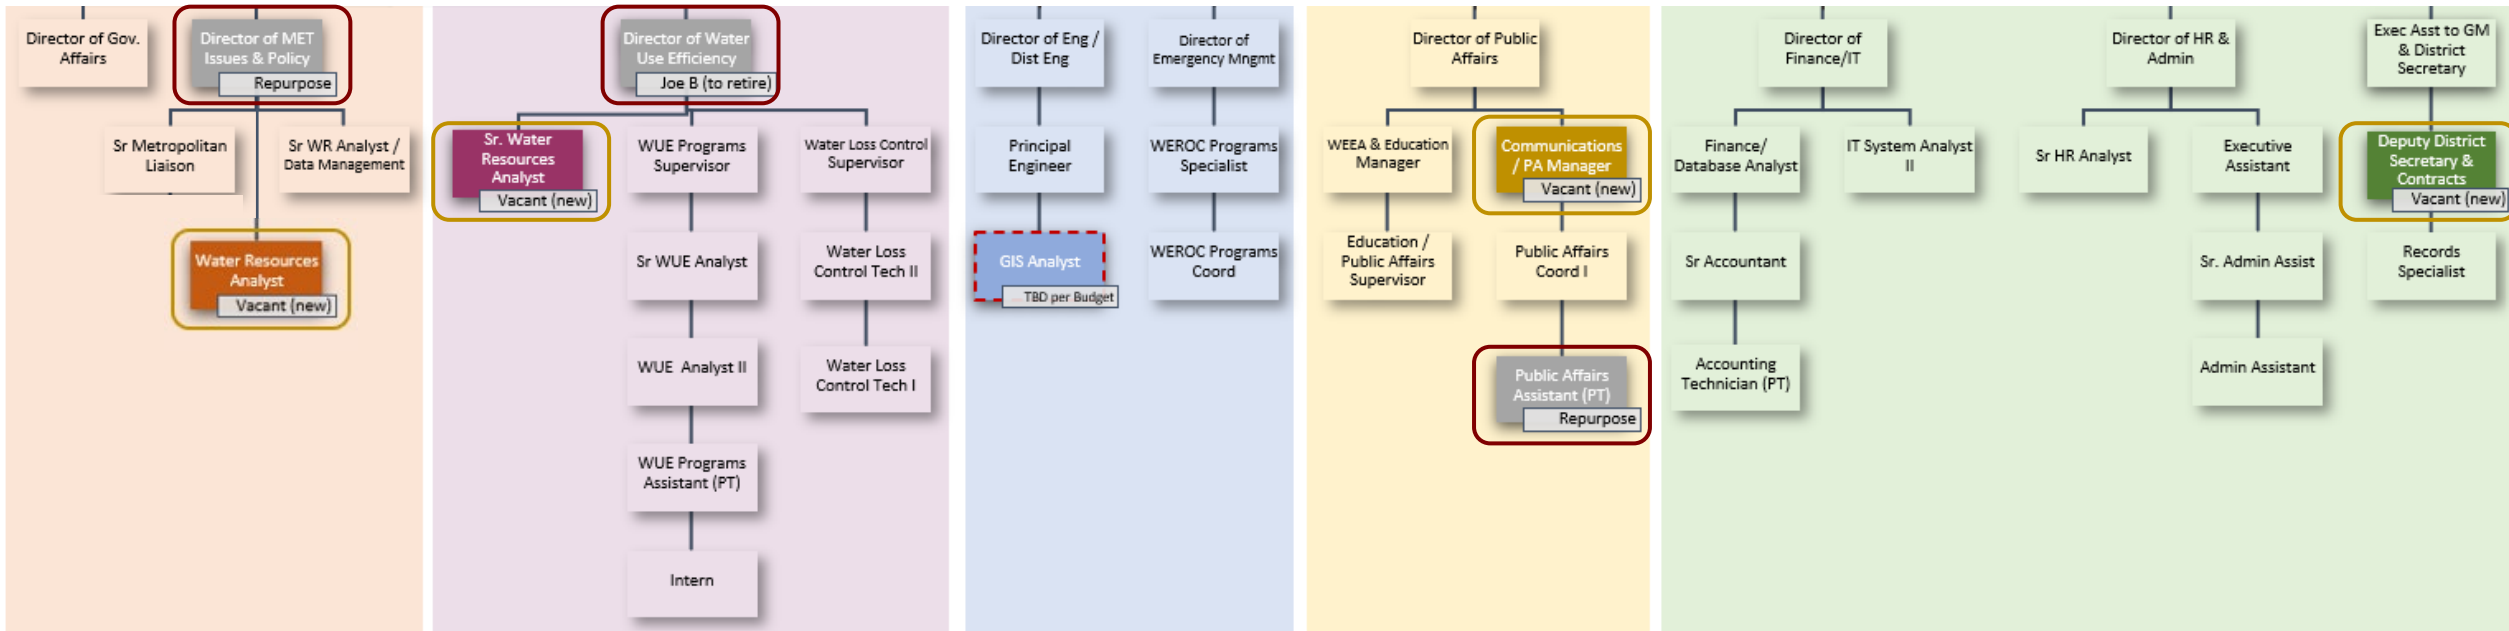 Director of Gov.
Affairs
Director of MET
Issues & Policy
Repurpose
Sr Metropolitan
Liaison
Sr WR Analyst /
Data Management
Water Resources
Analyst
Vacant (new)
Director of Water
Use Efficiency
Joe B (to retire)
Sr. Water
Resources
Analyst
Vacant (new)
WUE Programs
Supervisor
Water Loss Control
Supervisor
Sr WUE Analyst
Water Loss
Control Tech II
WUE Analyst II
Water Loss
Control Tech I
WUE Programs
Assistant (PT)
Intern
Director of Eng /
Dist Eng
Director of
Emergency Mngmt
Principal
Engineer
WEROC Programs
Specialist
GIS Analyst
TBD per Budget
WEROC Programs
Coord
Director of Public
Affairs
WEEA & Education
Manager
Communications
/ PA Manager
Vacant (new)
Education /
Public Affairs
Supervisor
Public Affairs
Coord I
Public Affairs
Assistant (PT)
Repurpose
Director of
Finance/IT
Director of HR &
Admin
Exec Asst to GM
& District
Secretary
Finance/
Database Analyst
IT System Analyst
II
Sr HR Analyst
Executive
Assistant
Deputy District
Secretary &
Contracts
Vacant (new)
Sr Accountant
Sr. Admin Assist
Records
Specialist
Accounting
Technician (PT)
Admin Assistant